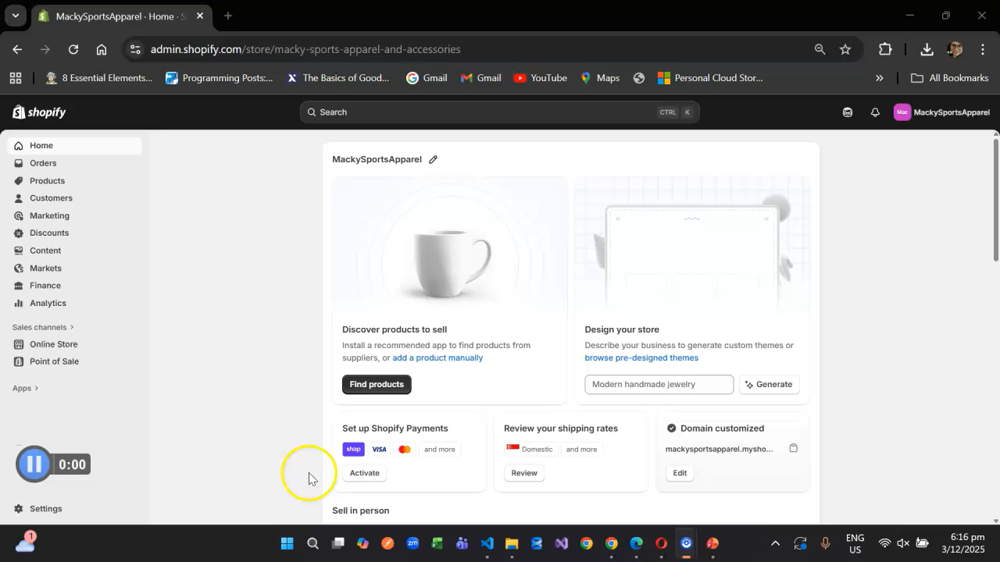 MackySportsApparel · Home · S
admin.shopify.com/store/macky-sports-apparel-and-accessories
8 Essential Elements...
Programming Posts:...
The Basics of Good...
Gmail
Gmail
YouTube
Maps
Personal Cloud Stor...
All Bookmarks
shopify
Search
CTRL K
Mac
MackySportsApparel
Home
Orders
Products
Customers
Marketing
Discounts
Content
Markets
Finance
Analytics
Sales channels
Online Store
Point of Sale
Apps
0:00
Settings
MackySportsApparel
Discover products to sell
Install a recommended app to find products from
suppliers, or add a product manually
Find products
Design your store
Describe your business to generate custom themes or
browse pre-designed themes
Modern handmade jewelry
Generate
Set up Shopify Payments
shop VISA and more
Activate
Review your shipping rates
Domestic and more
Review
Domain customized
mackysportsapparel.mysho...
Edit
Sell in person
1
zm
ENG
US
6:16 pm
3/12/2025